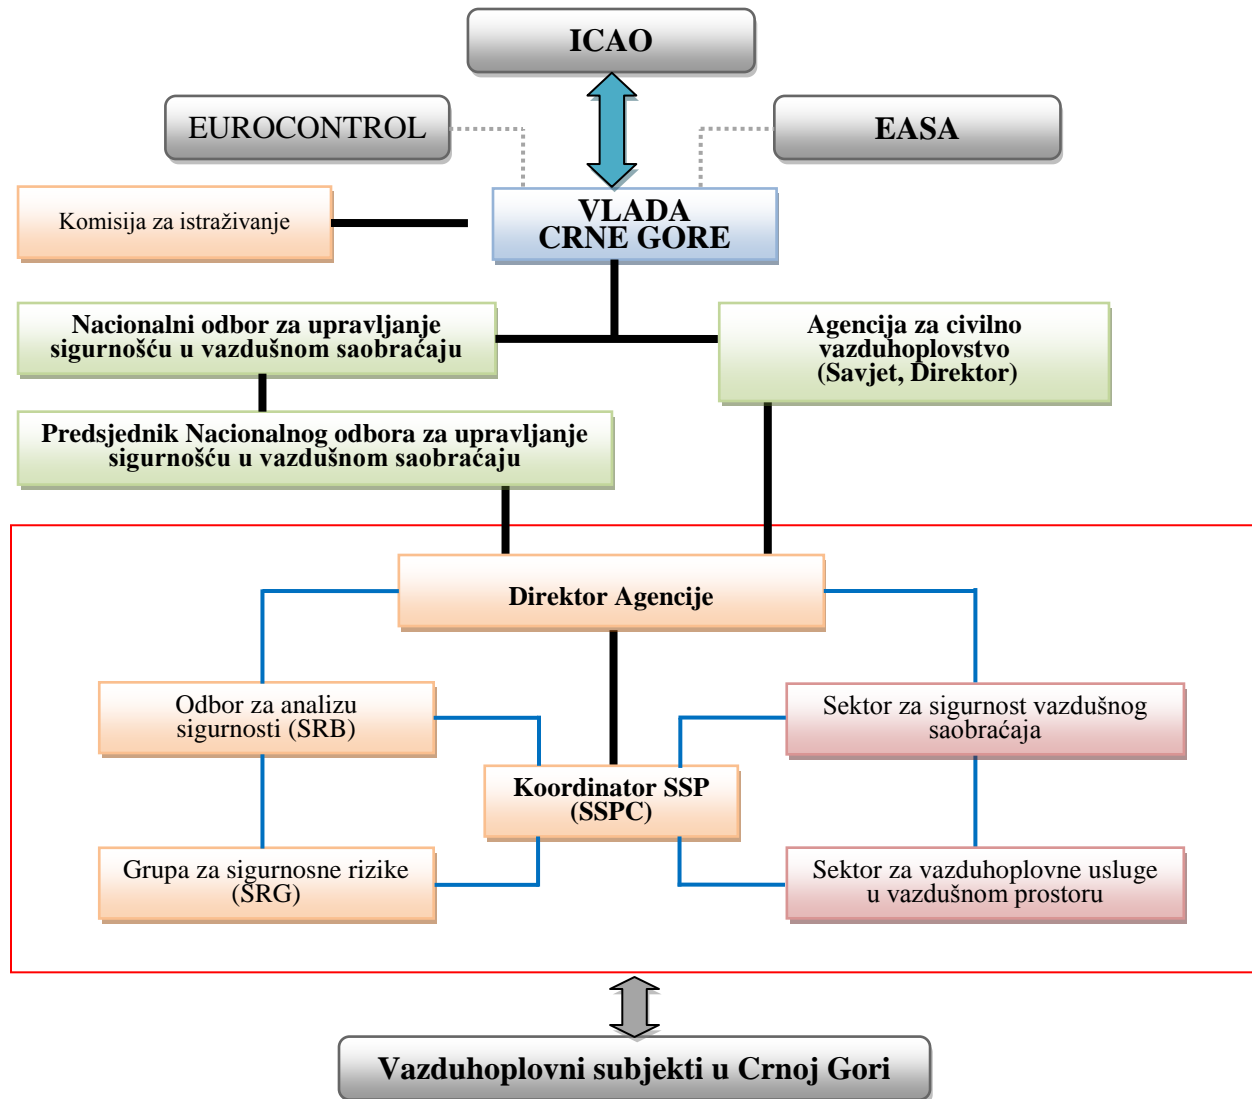 ICAO
EUROCONTROL
EASA
VLADA
CRNE GORE
Komisija za istraživanje
Nacionalni odbor za upravljanje
sigurnošću u vazdušnom saobraćaju
Agencija za civilno
vazduhoplovstvo
(Savjet, Direktor)
Predsjednik Nacionalnog odbora za upravljanje
sigurnošću u vazdušnom saobraćaju
Direktor Agencije
Odbor za analizu
sigurnosti (SRB)
Sektor za sigurnost vazdušnog
saobraćaja
Koordinator SSP
(SSPC)
Grupa za sigurnosne rizike
(SRG)
Sektor za vazduhoplovne usluge
u vazdušnom prostoru
Vazduhoplovni subjekti u Crnoj Gori